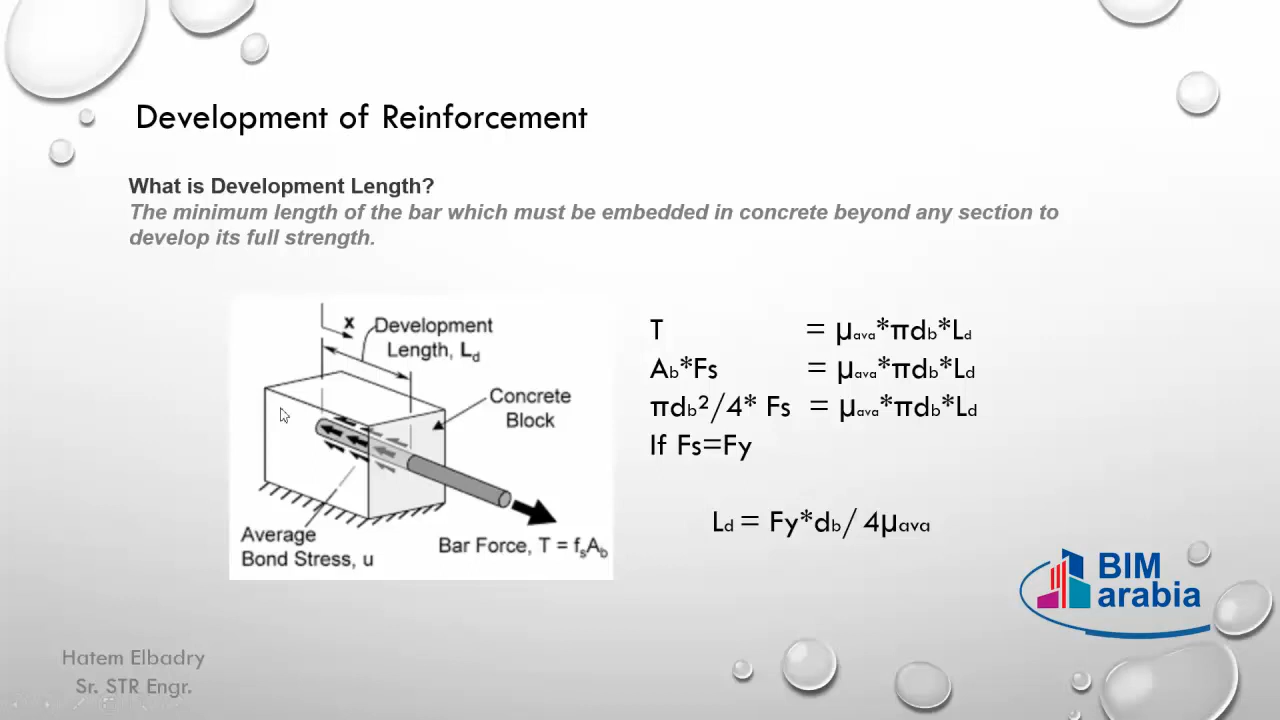 Development of Reinforcement
What is Development Length?
The minimum length of the bar which must be embedded in concrete beyond any section to
develop its full strength.
x
Development
Length, Ld
Concrete
Block
Average
Bond Stress, u
Bar Force, T = fsAb
T = µava*πdb*Ld
Ab*Fs = µava*πdb*Ld
πdb²/4* Fs = µava*πdb*Ld
If Fs=Fy
Ld = Fy*db/ 4µava
BIM
arabia
Hatem Elbadry
Sr. STR Engr.